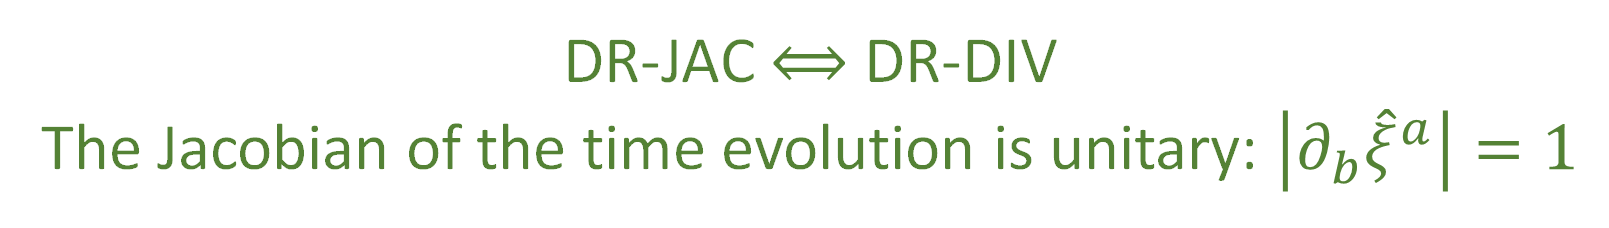 DR-JAC ⟺ DR-DIV
The Jacobian of the time evolution is unitary: |∂_b ξ̂^a| = 1